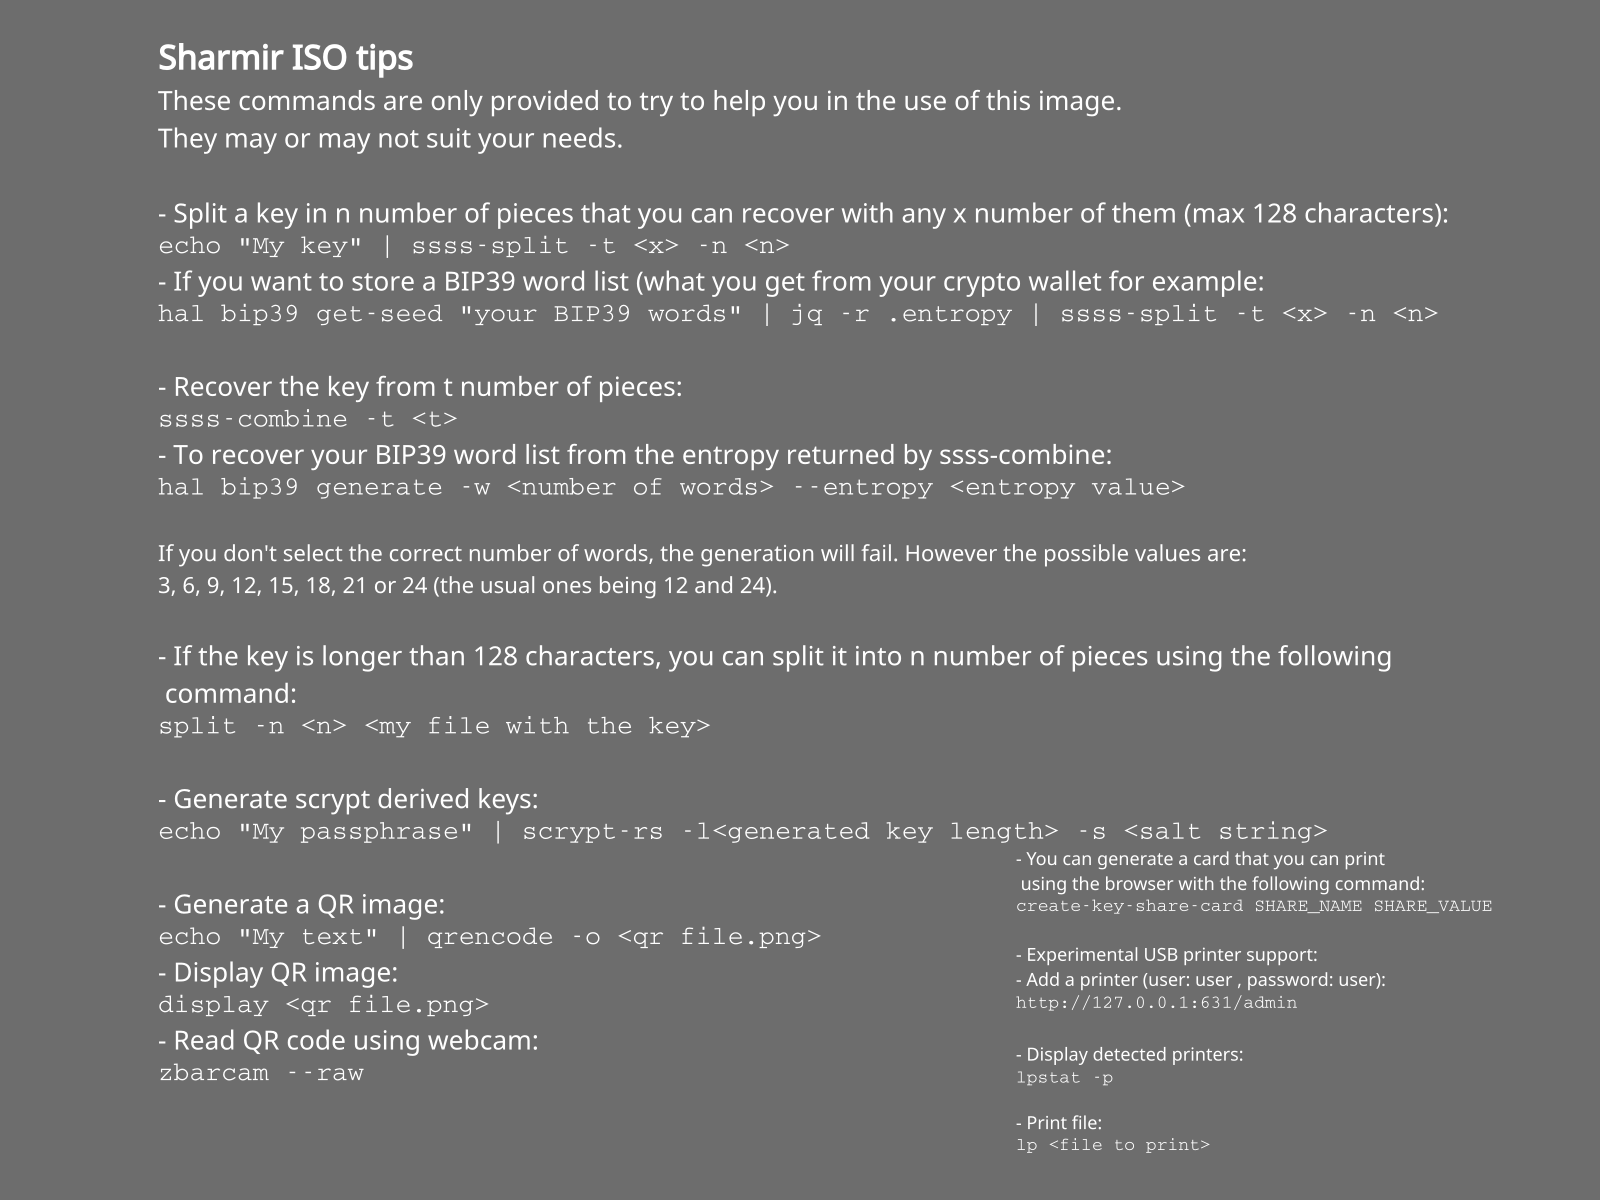 Sharmir ISO tips
These commands are only provided to try to help you in the use of this image.
They may or may not suit your needs.
- Split a key in n number of pieces that you can recover with any x number of them (max 128 characters):
echo "My key" | ssss-split -t <x> -n <n>
- If you want to store a BIP39 word list (what you get from your crypto wallet for example:
hal bip39 get-seed "your BIP39 words" | jq -r .entropy | ssss-split -t <x> -n <n>
- Recover the key from t number of pieces:
ssss-combine -t <t>
- To recover your BIP39 word list from the entropy returned by ssss-combine:
hal bip39 generate -w <number of words> --entropy <entropy value>
If you don't select the correct number of words, the generation will fail. However the possible values are:
3, 6, 9, 12, 15, 18, 21 or 24 (the usual ones being 12 and 24).
- If the key is longer than 128 characters, you can split it into n number of pieces using the following
command:
split -n <n> <my file with the key>
- Generate scrypt derived keys:
echo "My passphrase" | scrypt-rs -l<generated key length> -s <salt string>
- Generate a QR image:
echo "My text" | qrencode -o <qr file.png>
- Display QR image:
display <qr file.png>
- Read QR code using webcam:
zbarcam --raw
- You can generate a card that you can print
using the browser with the following command:
create-key-share-card SHARE_NAME SHARE_VALUE
- Experimental USB printer support:
- Add a printer (user: user , password: user):
http://127.0.0.1:631/admin
- Display detected printers:
lpstat -p
- Print file:
lp <file to print>